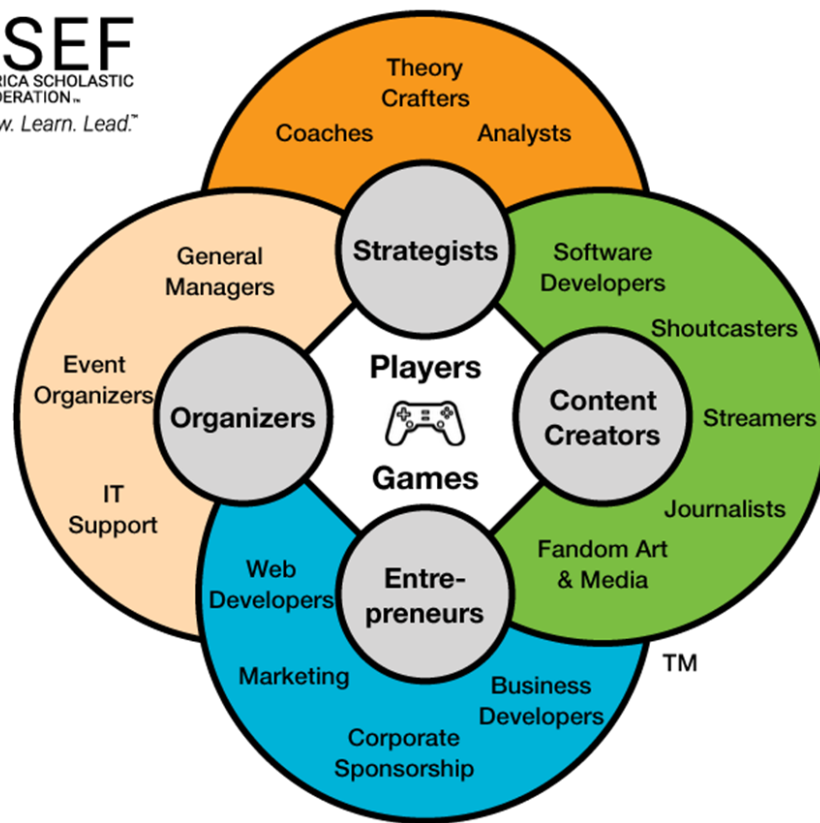 SEF
RICA SCHOLASTIC
DERATION™
w. Learn. Lead.™
Theory
Crafters
Coaches
Analysts
Strategists
General
Managers
Software
Developers
Shoutcasters
Event
Organizers
Organizers
Players
Games
Content
Creators
Streamers
IT
Support
Journalists
Fandom Art
& Media
Web
Developers
Entre-
preneurs
Marketing
Business
Developers
Corporate
Sponsorship
TM